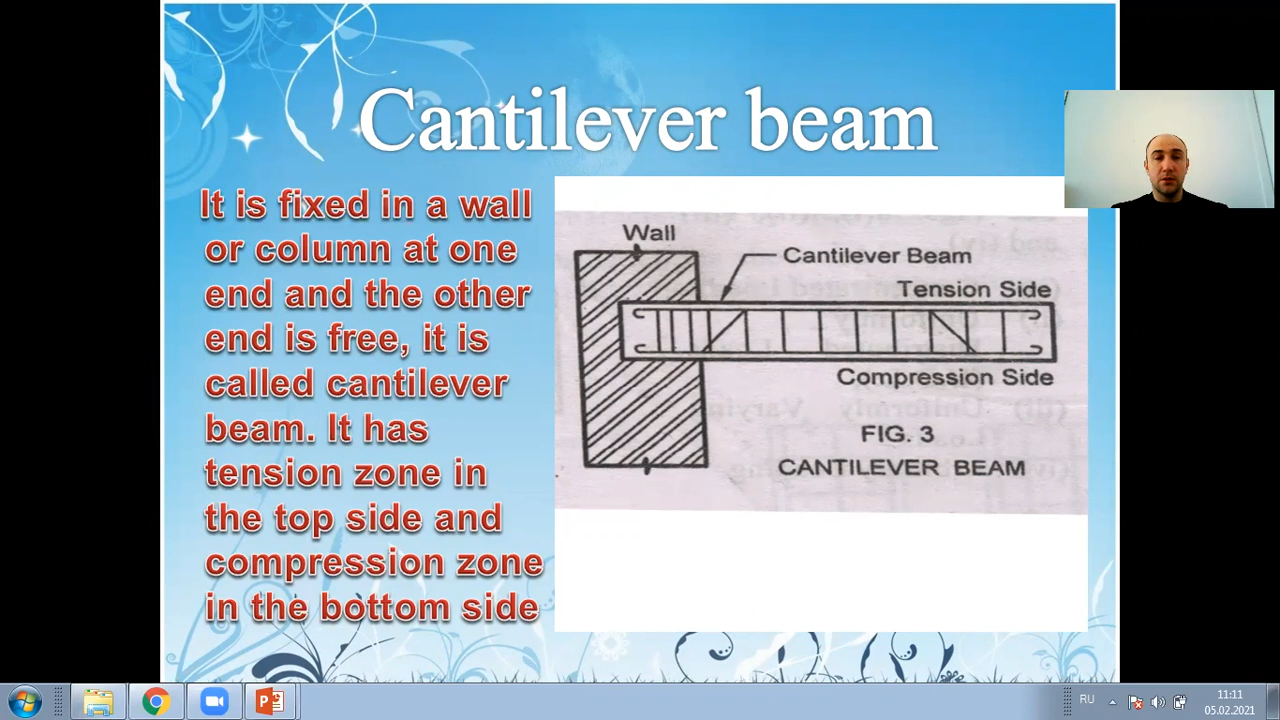 Cantilever beam
It is fixed in a wall
or column at one
end and the other
end is free, it is
called cantilever
beam. It has
tension zone in
the top side and
compression zone
in the bottom side
Wall
Cantilever Beam
Tension Side
Compression Side
FIG. 3
CANTILEVER BEAM
RU
11:11
05.02.2021